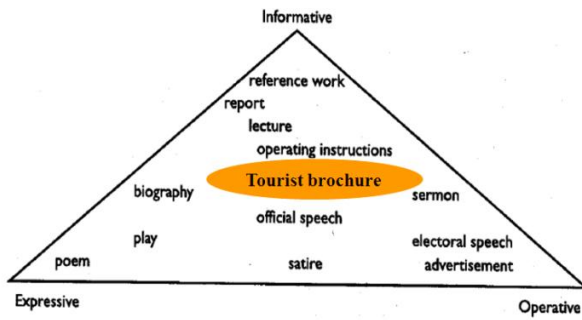 Informative
reference work
report
lecture
operating instructions
Tourist brochure
biography
sermon
official speech
play
electoral speech
poem
satire
advertisement
Expressive
Operative